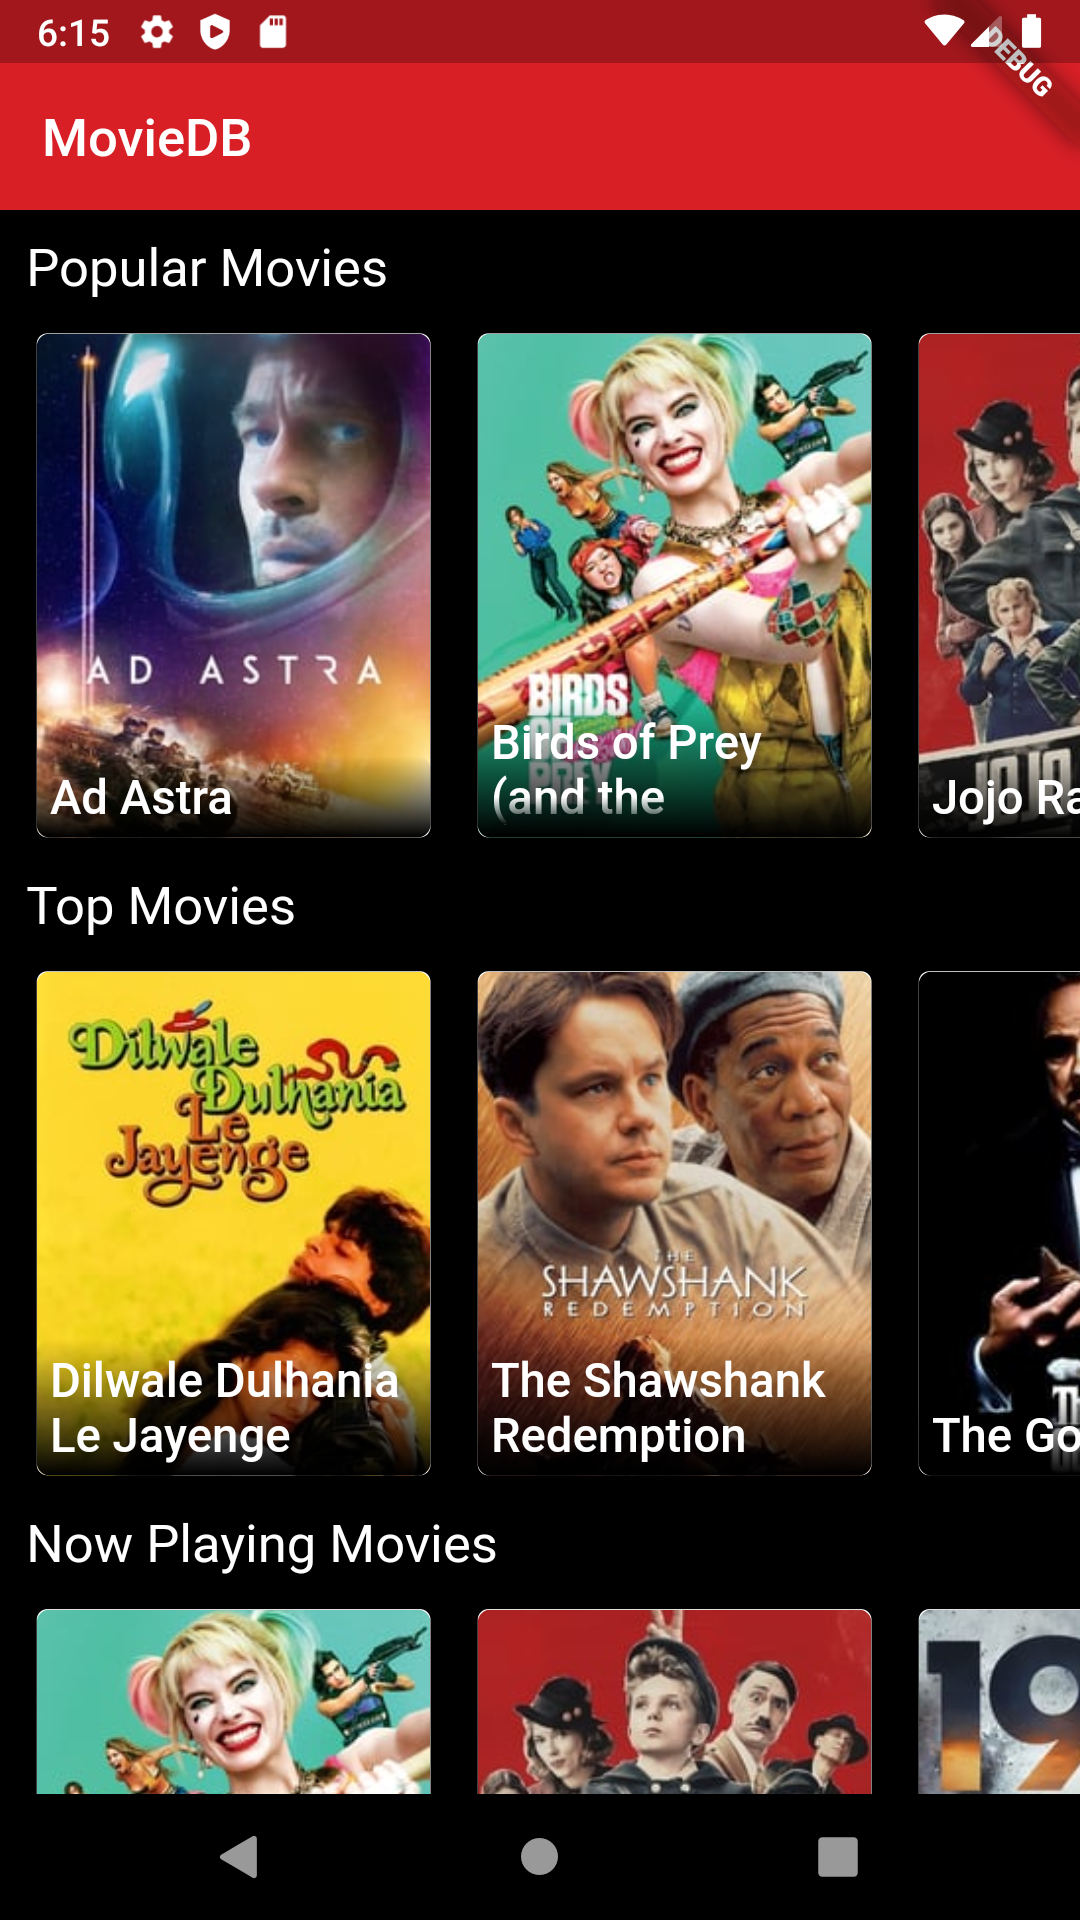 6:15
DEBUG
MovieDB
Popular Movies
AD ASTRA
Ad Astra
BIRDS
OF
PREY
Birds of Prey
(and the
JOJO
Jojo Ra
Top Movies
Dilwale
Dulhania
Le
Jayenge
Dilwale Dulhania
Le Jayenge
THE
SHAWSHANK
REDEMPTION
The Shawshank
Redemption
The Go
Now Playing Movies
19